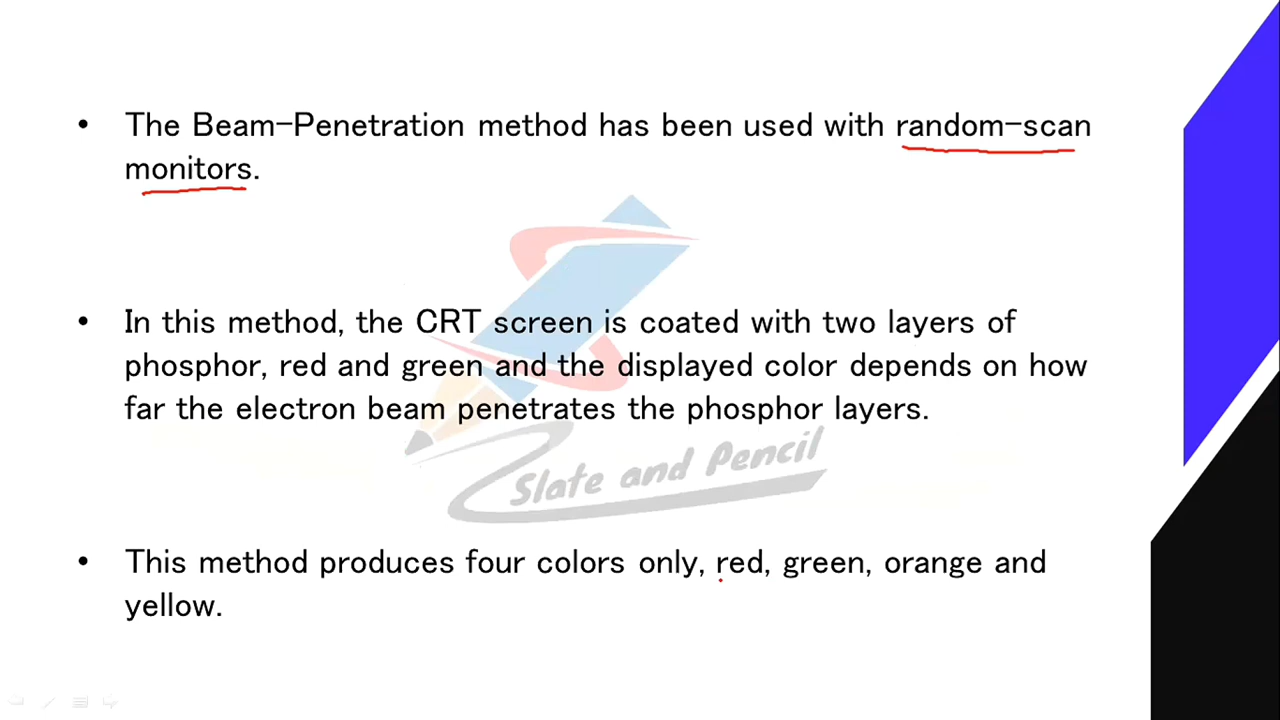 • The Beam-Penetration method has been used with random-scan
monitors.
• In this method, the CRT screen is coated with two layers of
phosphor, red and green and the displayed color depends on how
far the electron beam penetrates the phosphor layers.
Slate and Pencil
• This method produces four colors only, red, green, orange and
yellow.